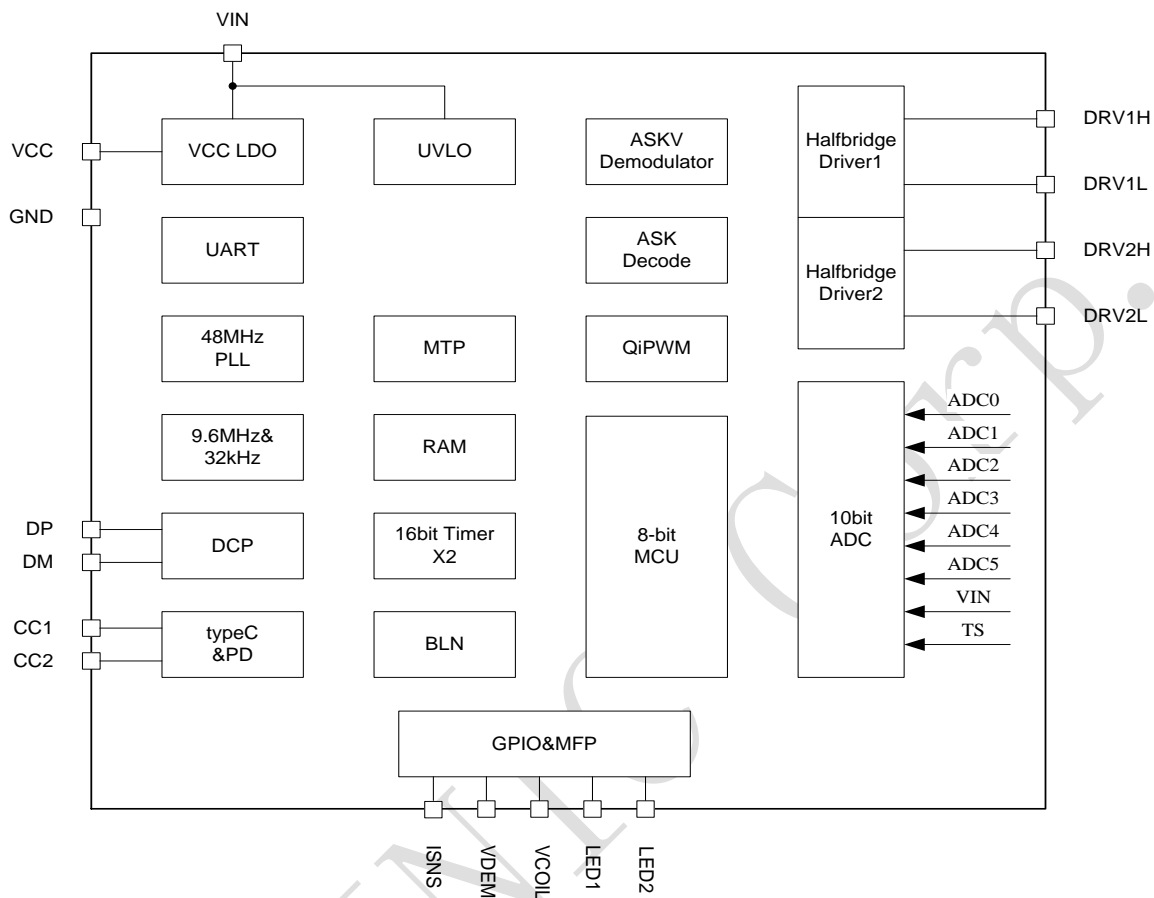 VIN
VCC
GND
VCC LDO
UVLO
ASKV
Demodulator
Halfbridge
Driver1
DRV1H
DRV1L
UART
ASK
Decode
Halfbridge
Driver2
DRV2H
DRV2L
48MHz
PLL
MTP
QiPWM
9.6MHz&
32kHz
RAM
8-bit
MCU
10bit
ADC
ADC0
ADC1
ADC2
ADC3
ADC4
ADC5
VIN
TS
DP
DM
DCP
16bit Timer
X2
CC1
CC2
typeC
&PD
BLN
GPIO&MFP
ISNS
VDEM
VCOIL
LED1
LED2
Corp.